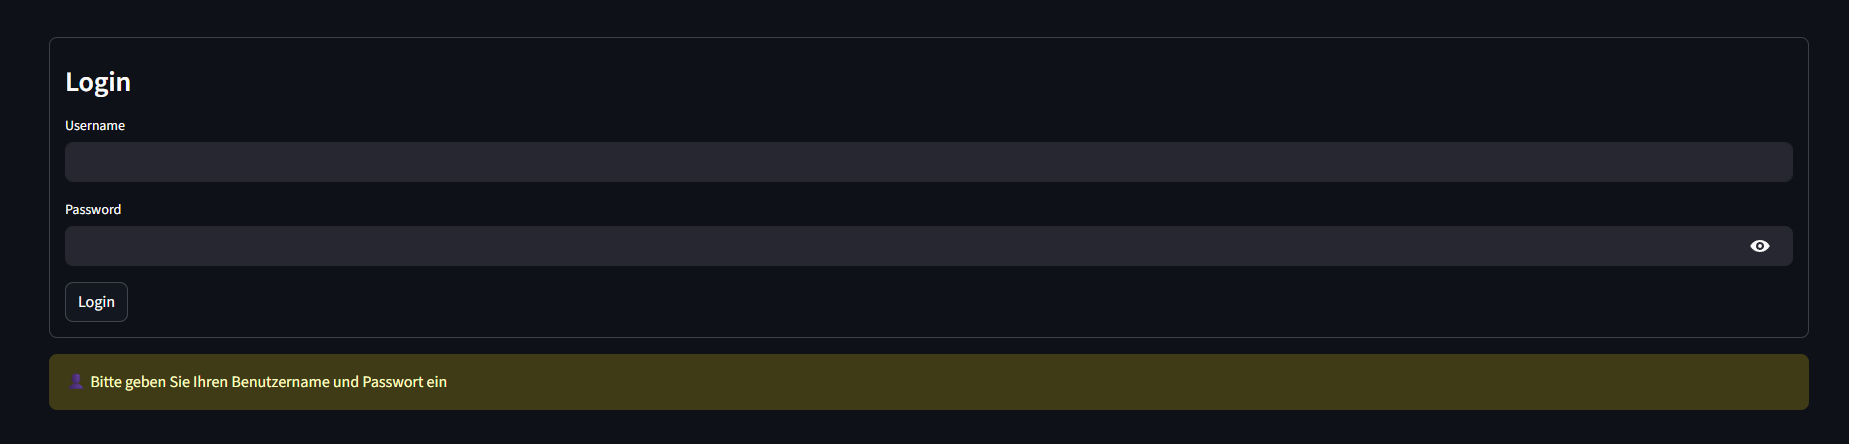 Login
Username
Password
Login
Bitte geben Sie Ihren Benutzername und Passwort ein